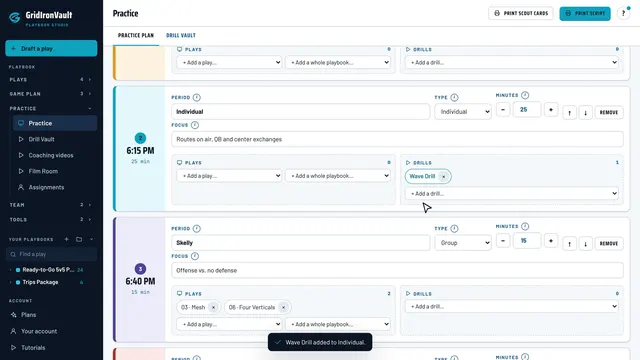 GridIronVault
PLAYBOOK STUDIO
+ Draft a play
PLAYBOOK
PLAYS 4
GAME PLAN 3
PRACTICE
Practice
Drill Vault
Coaching videos
Film Room
Assignments
TEAM 3
TOOLS 3
YOUR PLAYBOOKS
Find a play
Ready-to-Go 5v5 P... 24
Trips Package 6
ACCOUNT
Plans
Your account
Tutorials
Practice
PRINT SCOUT CARDS
PRINT SCRIPT
?
PRACTICE PLAN
DRILL VAULT
PLAYS 0
+ Add a play...
+ Add a whole playbook...
DRILLS 0
+ Add a drill...
2
6:15 PM
25 min
PERIOD i
Individual
TYPE i
Individual
MINUTES i
− 25 +
↑ ↓ REMOVE
FOCUS i
Routes on air, DB and center exchanges
PLAYS 0
+ Add a play...
+ Add a whole playbook...
DRILLS 1
Wave Drill ×
+ Add a drill...
3
6:40 PM
15 min
PERIOD i
Skelly
TYPE i
Group
MINUTES i
− 15 +
↑ ↓ REMOVE
FOCUS i
Offense vs. no defense
PLAYS 2
03 · Mesh ×
06 · Four Verticals ×
+ Add a play...
+ Add a whole playbook...
DRILLS 0
+ Add a drill...
Wave Drill added to Individual.